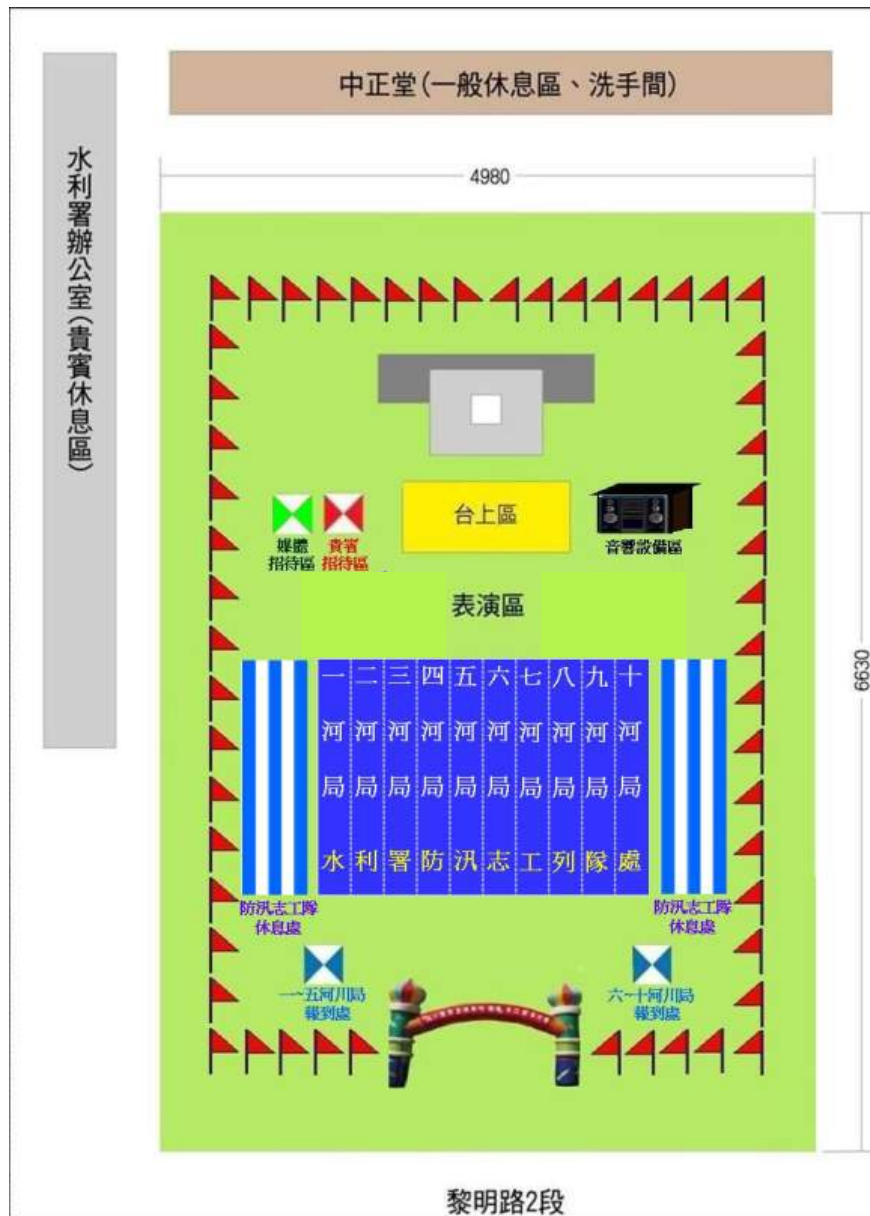 中正堂(一般休息區、洗手間)
水利署辦公室(貴賓休息區)
4980
6630
台上區
媒體
招待區
貴賓
招待區
音響設備區
表演區
一河局
二河局
三河局
四河局
五河局
六河局
七河局
八河局
九河局
十河局
水利署防汛志工列隊處
防汛志工隊
休息處
防汛志工隊
休息處
一~五河川局
報到處
六~十河川局
報到處
黎明路2段